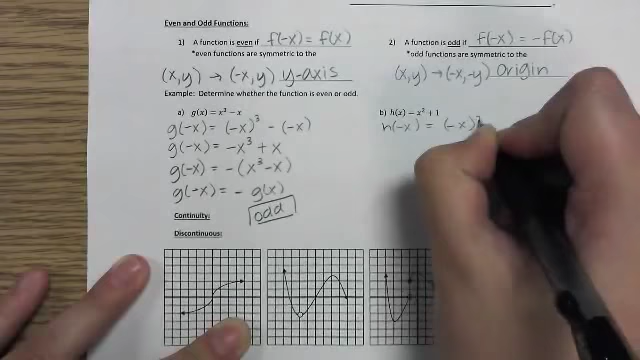 Even and Odd Functions:
1) A function is even if f(-x) = f(x)
*even functions are symmetric to the
(x,y) → (-x,y) y-axis
2) A function is odd if f(-x) = -f(x)
*odd functions are symmetric to the
(x,y) → (-x,-y) Origin
Example: Determine whether the function is even or odd.
a) g(x) = x³ − x
g(-x) = (-x)³ - (-x)
g(-x) = -x³ + x
g(-x) = -(x³-x)
g(-x) = - g(x)
odd
b) h(x) = x² + 1
h(-x) = (-x)²
Continuity:
Discontinuous: